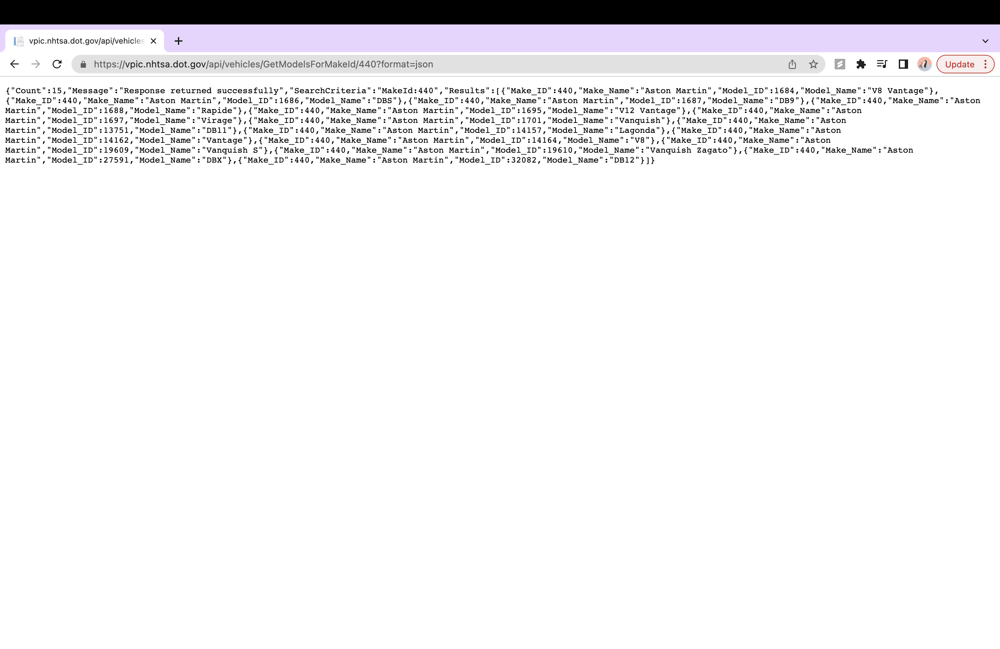 vpic.nhtsa.dot.gov/api/vehicles
https://vpic.nhtsa.dot.gov/api/vehicles/GetModelsForMakeId/440?format=json
Update
{"Count":15,"Message":"Response returned successfully","SearchCriteria":"MakeId:440","Results":[{"Make_ID":440,"Make_Name":"Aston Martin","Model_ID":1684,"Model_Name":"V8 Vantage"},
{"Make_ID":440,"Make_Name":"Aston Martin","Model_ID":1686,"Model_Name":"DBS"},{"Make_ID":440,"Make_Name":"Aston Martin","Model_ID":1687,"Model_Name":"DB9"},{"Make_ID":440,"Make_Name":"Aston
Martin","Model_ID":1688,"Model_Name":"Rapide"},{"Make_ID":440,"Make_Name":"Aston Martin","Model_ID":1695,"Model_Name":"V12 Vantage"},{"Make_ID":440,"Make_Name":"Aston
Martin","Model_ID":1697,"Model_Name":"Virage"},{"Make_ID":440,"Make_Name":"Aston Martin","Model_ID":1701,"Model_Name":"Vanquish"},{"Make_ID":440,"Make_Name":"Aston
Martin","Model_ID":13751,"Model_Name":"DB11"},{"Make_ID":440,"Make_Name":"Aston Martin","Model_ID":14157,"Model_Name":"Lagonda"},{"Make_ID":440,"Make_Name":"Aston
Martin","Model_ID":14162,"Model_Name":"Vantage"},{"Make_ID":440,"Make_Name":"Aston Martin","Model_ID":14164,"Model_Name":"V8"},{"Make_ID":440,"Make_Name":"Aston
Martin","Model_ID":19609,"Model_Name":"Vanquish S"},{"Make_ID":440,"Make_Name":"Aston Martin","Model_ID":19610,"Model_Name":"Vanquish Zagato"},{"Make_ID":440,"Make_Name":"Aston
Martin","Model_ID":27591,"Model_Name":"DBX"},{"Make_ID":440,"Make_Name":"Aston Martin","Model_ID":32082,"Model_Name":"DB12"}]}